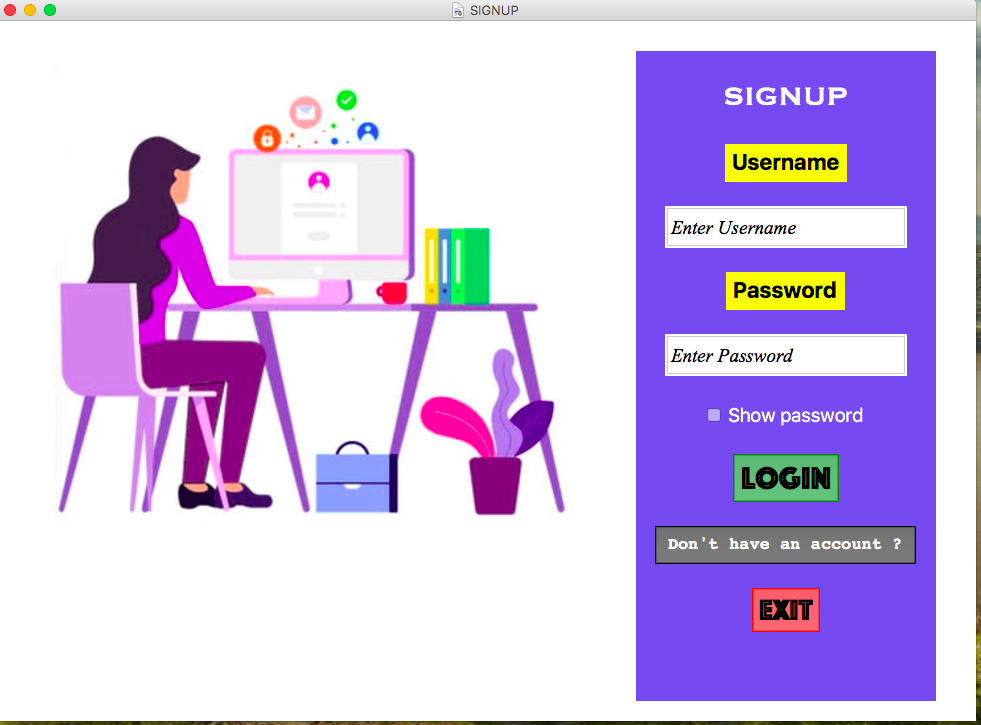 SIGNUP
SIGNUP
Username
Enter Username
Password
Enter Password
Show password
LOGIN
Don't have an account ?
EXIT